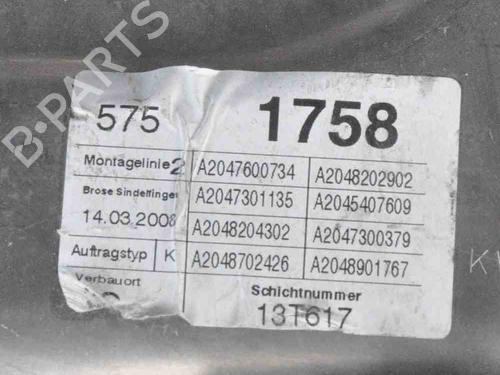 B-PARTS
575 1758
Montagelinie 2 A2047600734 A2048202902
Brose Sindelfingen A2047301135 A2045407609
14.03.2008 A2048204302 A2047300379
Auftragstyp K A2048702426 A2048901767
Verbauort Schichtnummer
13T617